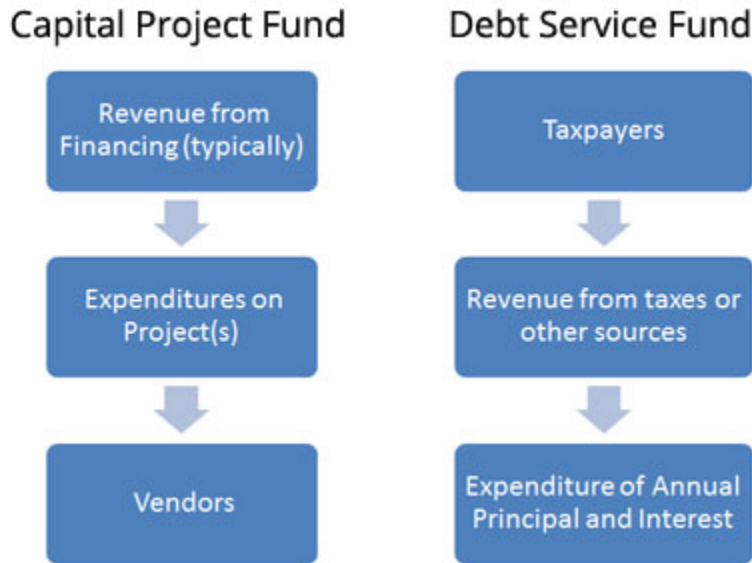 Capital Project Fund
Revenue from
Financing (typically)
Expenditures on
Project(s)
Vendors
Debt Service Fund
Taxpayers
Revenue from taxes or
other sources
Expenditure of Annual
Principal and Interest